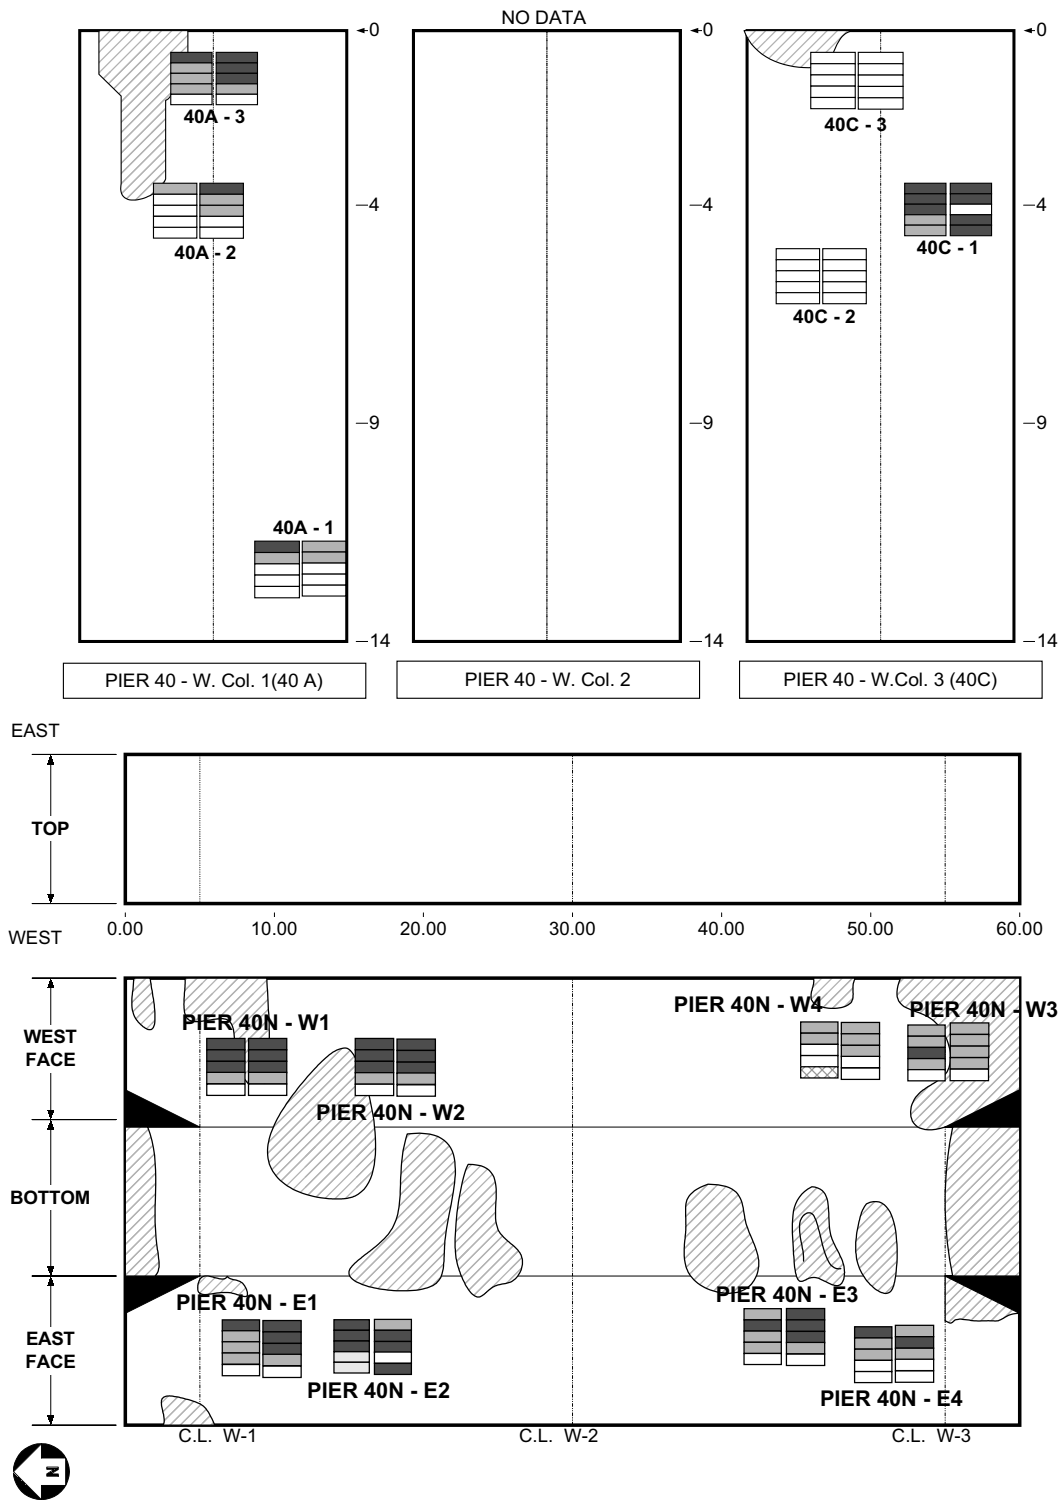 NO DATA
0
0
0
40A - 3
40C - 3
4
4
4
40A - 2
40C - 1
40C - 2
9
9
9
40A - 1
14
14
14
PIER 40 - W. Col. 1(40 A)
PIER 40 - W. Col. 2
PIER 40 - W.Col. 3 (40C)
EAST
TOP
0.00
10.00
20.00
30.00
40.00
50.00
60.00
WEST
PIER 40N - W4
PIER 40N - W3
PIER 40N - W1
WEST
FACE
PIER 40N - W2
BOTTOM
PIER 40N - E3
PIER 40N - E1
EAST
FACE
PIER 40N - E2
PIER 40N - E4
C.L. W-1
C.L. W-2
C.L. W-3
N